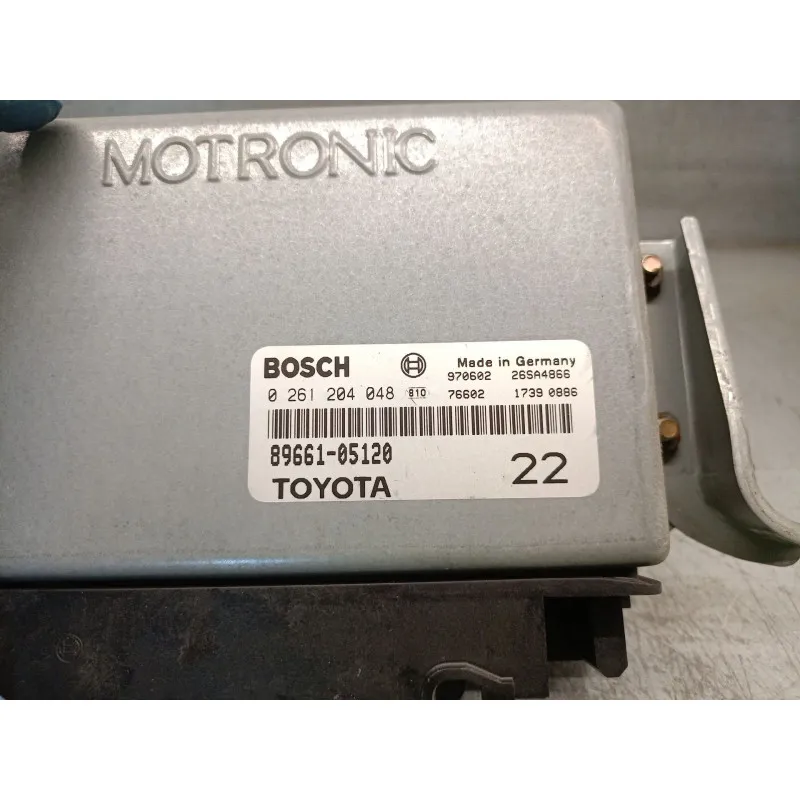 MOTRONIC
BOSCH Made in Germany
970602 26SA4866
0 261 204 048 810 76602 1739 0886
89661-05120
TOYOTA 22